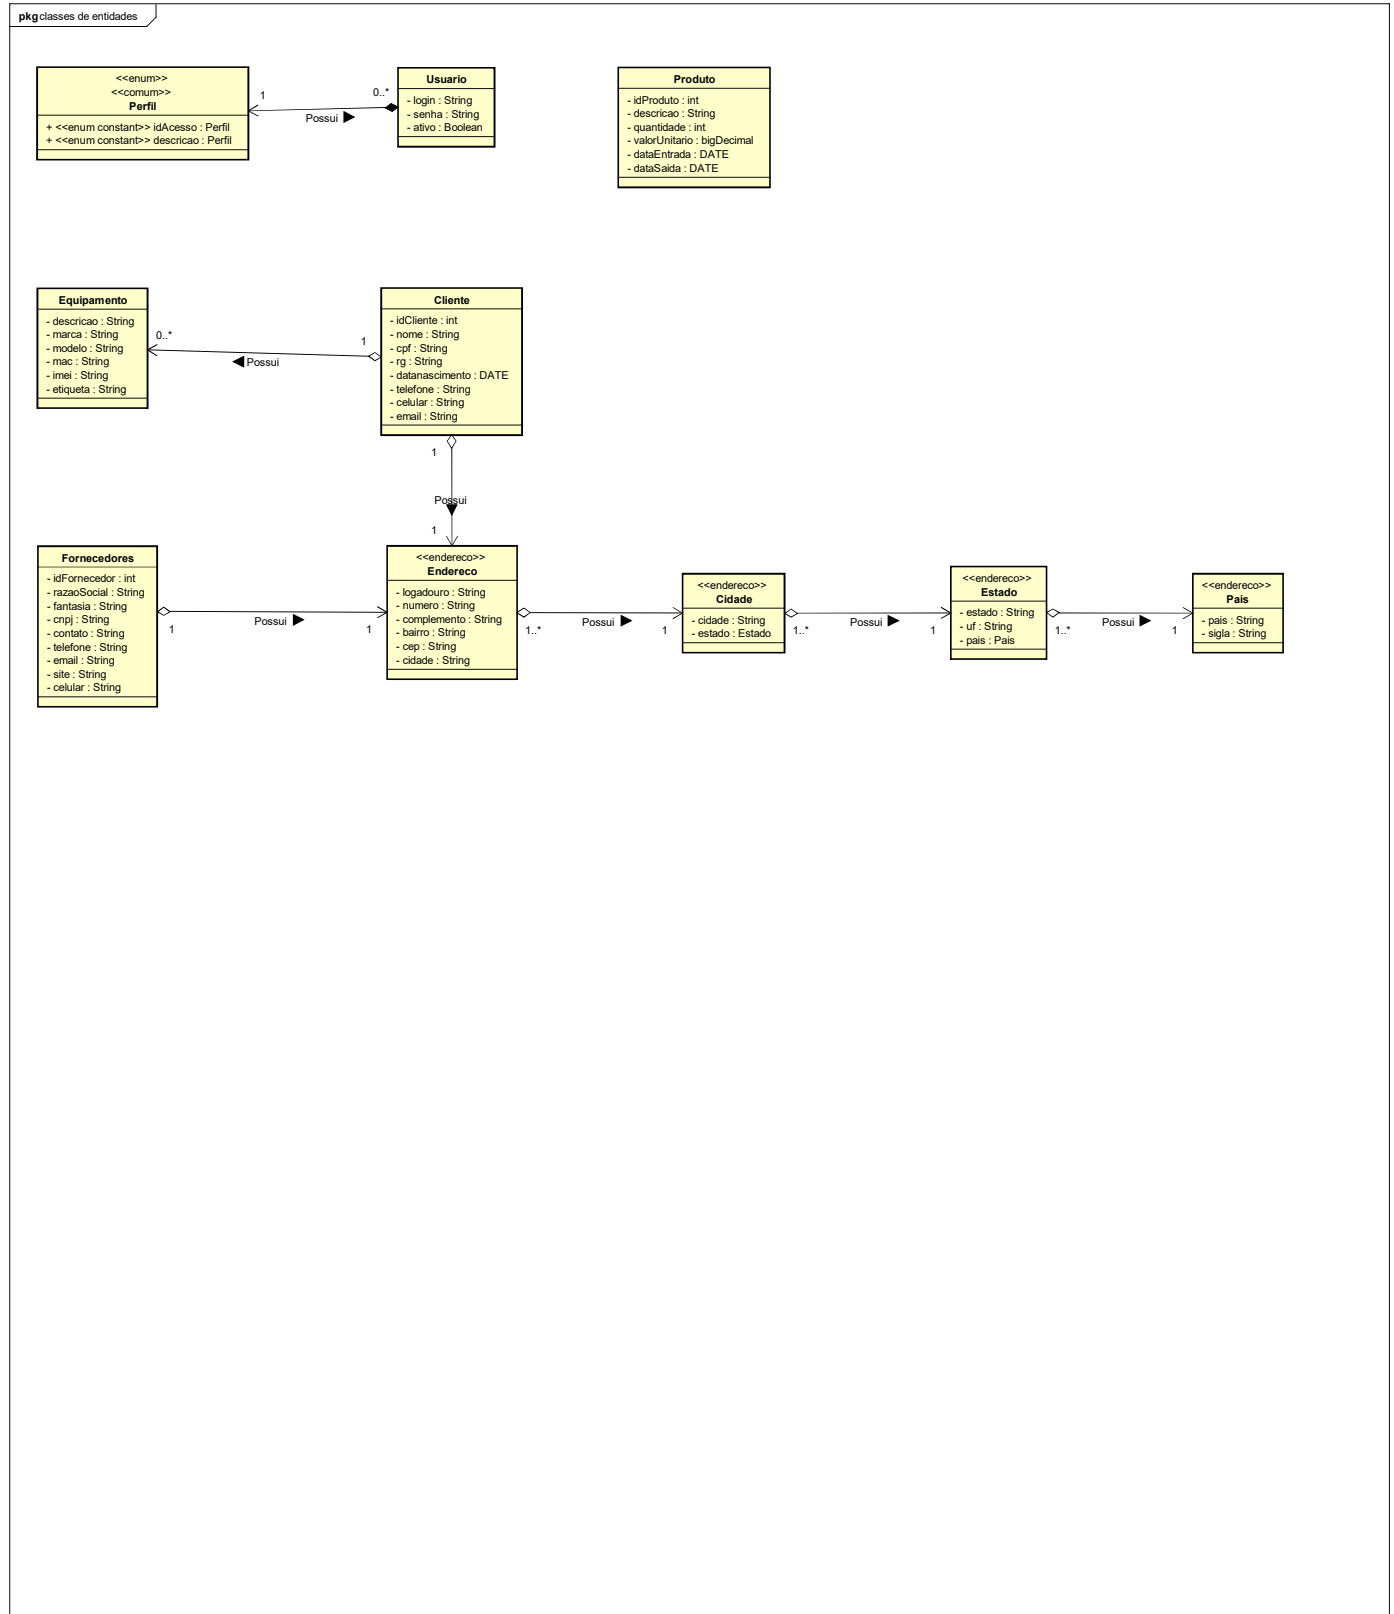 pkg classes de entidades
<<enum>>
<<comum>>
Perfil
+ <<enum constant>> idAcesso : Perfil
+ <<enum constant>> descricao : Perfil
1
0..*
Possui
Usuario
- login : String
- senha : String
- ativo : Boolean
Produto
- idProduto : int
- descricao : String
- quantidade : int
- valorUnitario : bigDecimal
- dataEntrada : DATE
- dataSaida : DATE
Equipamento
- descricao : String
- marca : String
- modelo : String
- mac : String
- imei : String
- etiqueta : String
0..*
1
Possui
Cliente
- idCliente : int
- nome : String
- cpf : String
- rg : String
- datanascimento : DATE
- telefone : String
- celular : String
- email : String
1
Possui
1
Fornecedores
- idFornecedor : int
- razaoSocial : String
- fantasia : String
- cnpj : String
- contato : String
- telefone : String
- email : String
- site : String
- celular : String
1
Possui
1
<<endereco>>
Endereco
- logadouro : String
- numero : String
- complemento : String
- bairro : String
- cep : String
- cidade : String
1..*
Possui
1
<<endereco>>
Cidade
- cidade : String
- estado : Estado
1..*
Possui
1
<<endereco>>
Estado
- estado : String
- uf : String
- pais : Pais
1..*
Possui
1
<<endereco>>
Pais
- pais : String
- sigla : String